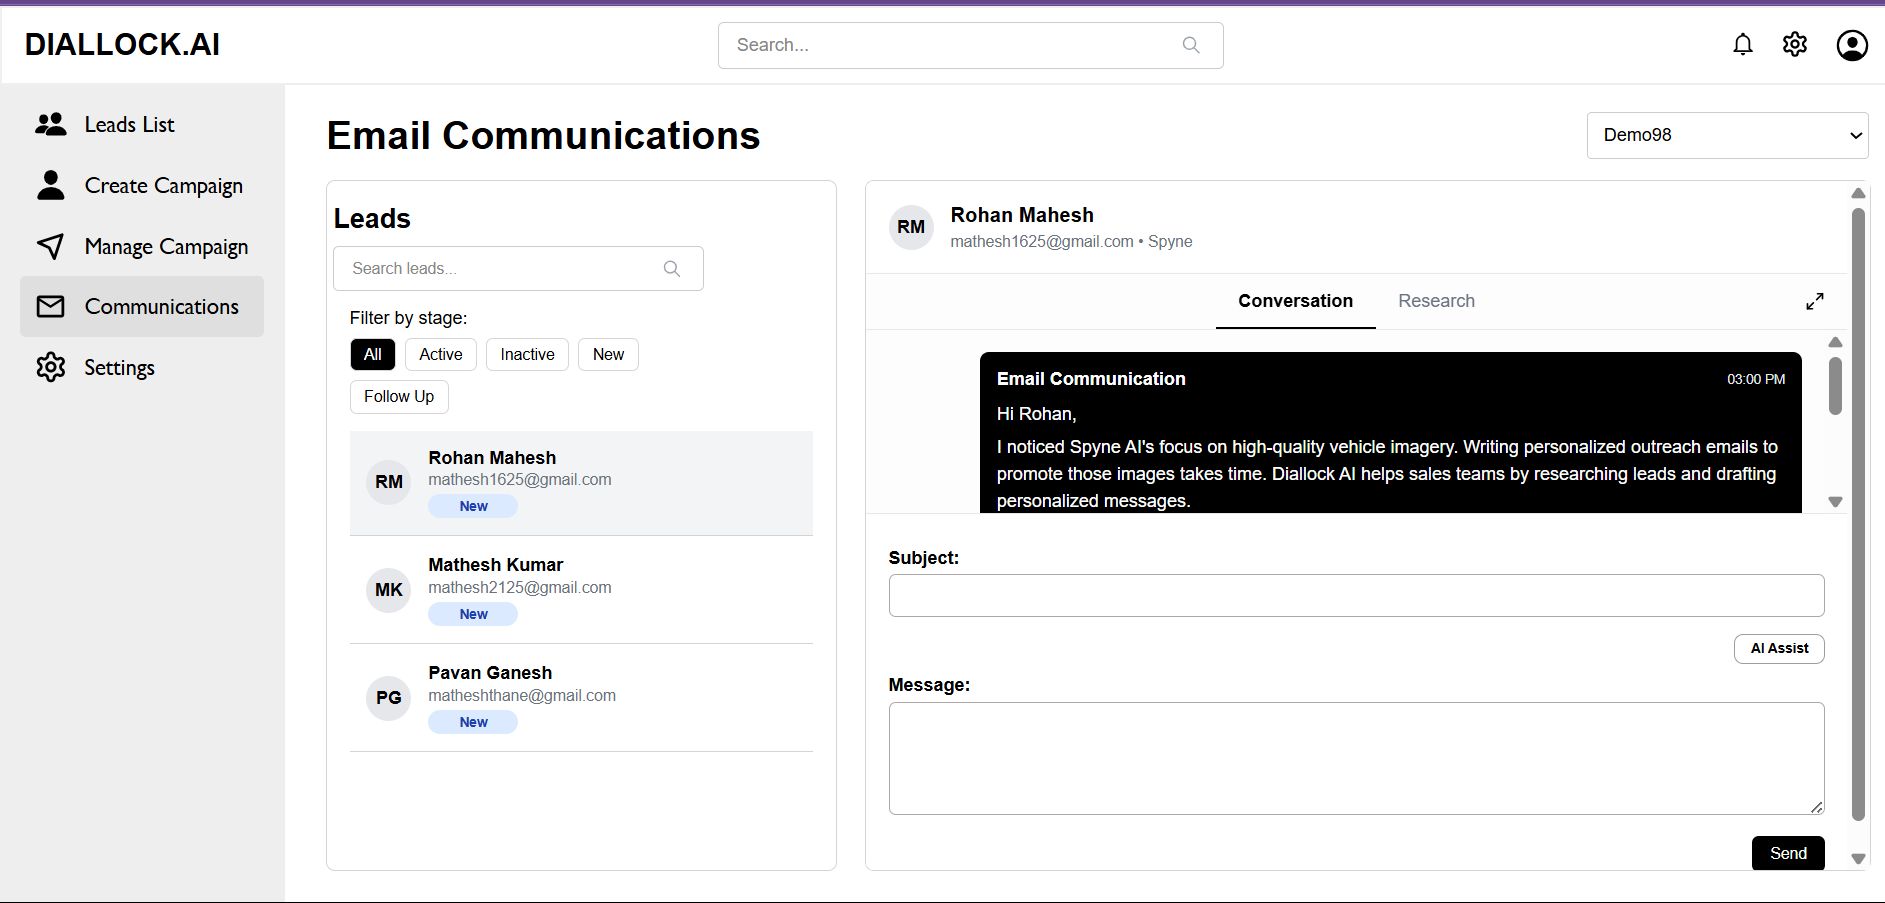 DIALLOCK.AI
Search...
Leads List
Create Campaign
Manage Campaign
Communications
Settings
Email Communications
Demo98
Leads
Search leads...
Filter by stage:
All
Active
Inactive
New
Follow Up
RM
Rohan Mahesh
mathesh1625@gmail.com
New
MK
Mathesh Kumar
mathesh2125@gmail.com
New
PG
Pavan Ganesh
matheshthane@gmail.com
New
RM
Rohan Mahesh
mathesh1625@gmail.com • Spyne
Conversation
Research
Email Communication
03:00 PM
Hi Rohan,
I noticed Spyne AI's focus on high-quality vehicle imagery. Writing personalized outreach emails to
promote those images takes time. Diallock AI helps sales teams by researching leads and drafting
personalized messages.
Subject:
AI Assist
Message:
Send